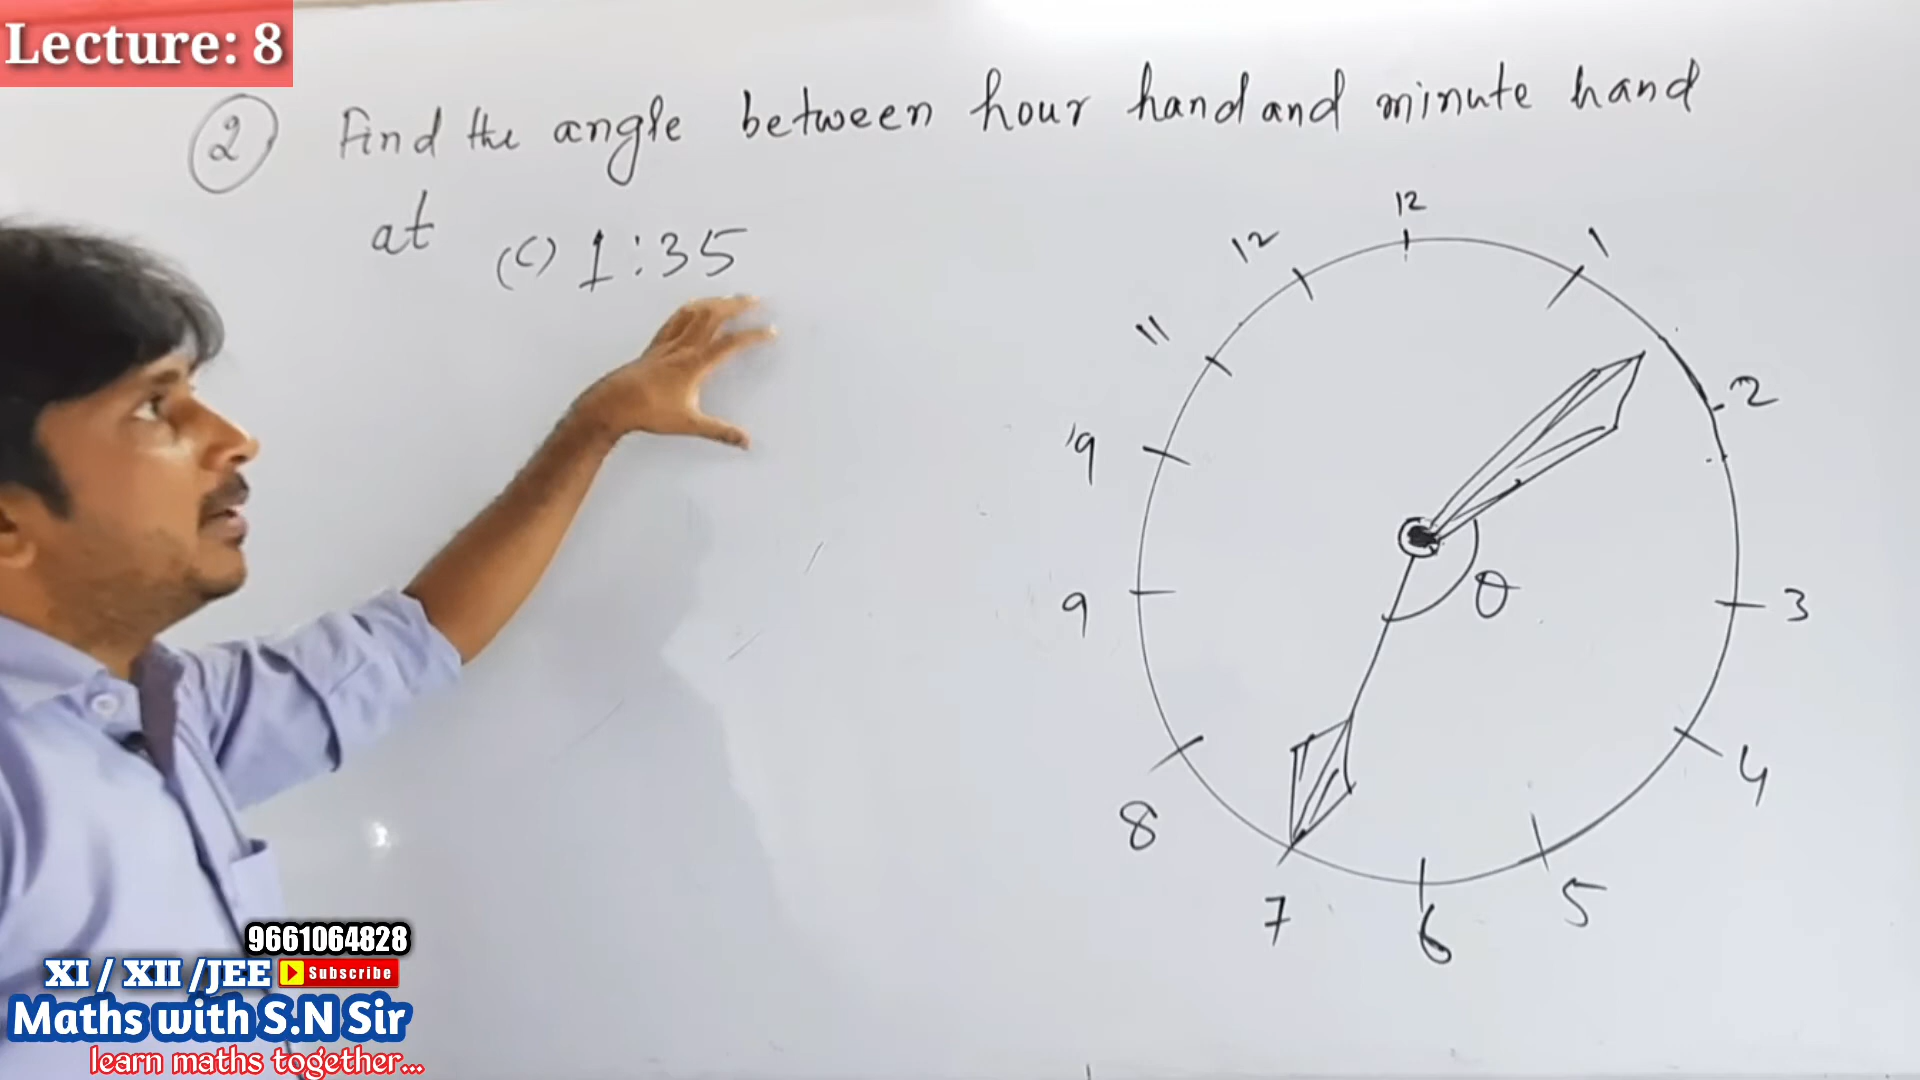 Lecture: 8
2 Find the angle between hour hand and minute hand
at (c) 1:35
12
12
1
11
2
9
9
θ
3
4
8
5
7
6
9661064828
XI / XII /JEE Subscribe
Maths with S.N Sir
learn maths together...